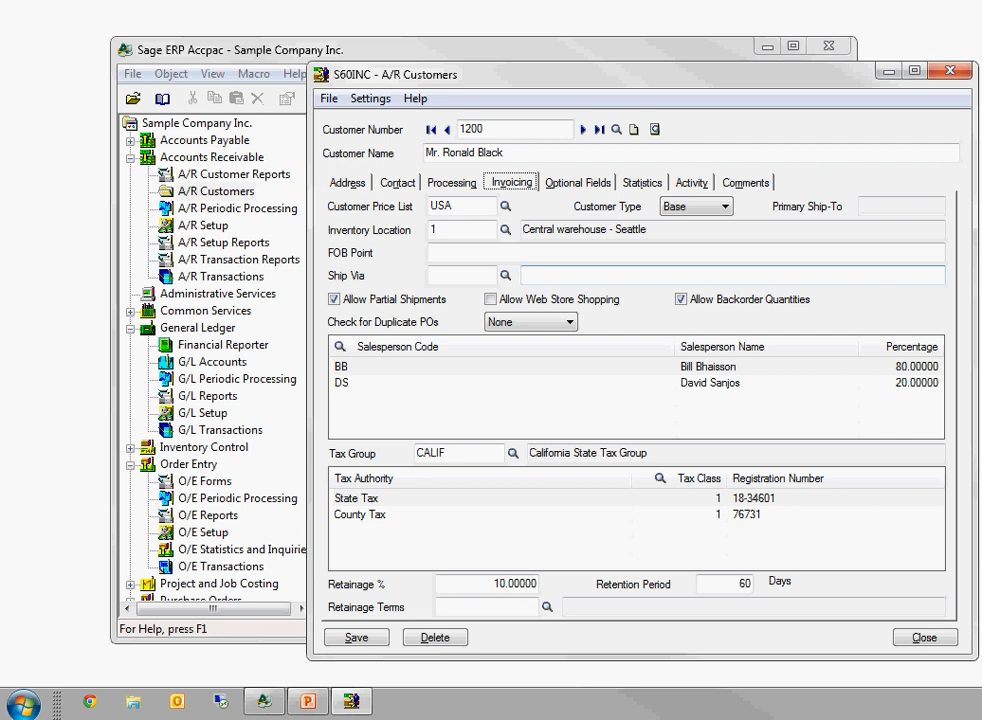 Sage ERP Accpac - Sample Company Inc.
File Object View Macro Help
Sample Company Inc.
Accounts Payable
Accounts Receivable
A/R Customer Reports
A/R Customers
A/R Periodic Processing
A/R Setup
A/R Setup Reports
A/R Transaction Reports
A/R Transactions
Administrative Services
Common Services
General Ledger
Financial Reporter
G/L Accounts
G/L Periodic Processing
G/L Reports
G/L Setup
G/L Transactions
Inventory Control
Order Entry
O/E Forms
O/E Periodic Processing
O/E Reports
O/E Setup
O/E Statistics and Inquirie
O/E Transactions
Project and Job Costing
Purchase Orders
For Help, press F1
S60INC - A/R Customers
File Settings Help
Customer Number 1200
Customer Name Mr. Ronald Black
Address Contact Processing Invoicing Optional Fields Statistics Activity Comments
Customer Price List USA Customer Type Base Primary Ship-To
Inventory Location 1 Central warehouse - Seattle
FOB Point
Ship Via
Allow Partial Shipments Allow Web Store Shopping Allow Backorder Quantities
Check for Duplicate POs None
Salesperson Code Salesperson Name Percentage
BB Bill Bhaisson 80.00000
DS David Sanjos 20.00000
Tax Group CALIF California State Tax Group
Tax Authority Tax Class Registration Number
State Tax 1 18-34601
County Tax 1 76731
Retainage % 10.00000 Retention Period 60 Days
Retainage Terms
Save Delete Close